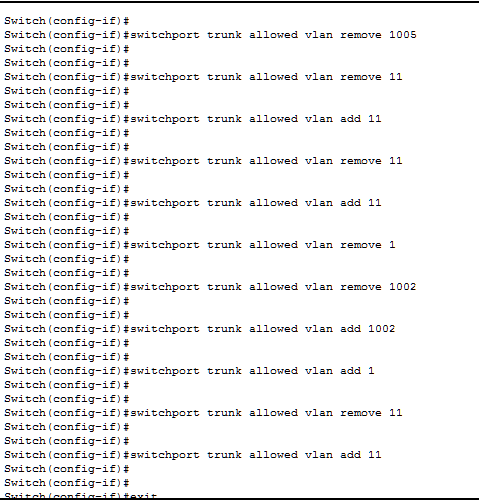 Switch(config-if)#
Switch(config-if)#switchport trunk allowed vlan remove 1005
Switch(config-if)#
Switch(config-if)#
Switch(config-if)#switchport trunk allowed vlan remove 11
Switch(config-if)#
Switch(config-if)#
Switch(config-if)#switchport trunk allowed vlan add 11
Switch(config-if)#
Switch(config-if)#
Switch(config-if)#switchport trunk allowed vlan remove 11
Switch(config-if)#
Switch(config-if)#
Switch(config-if)#switchport trunk allowed vlan add 11
Switch(config-if)#
Switch(config-if)#
Switch(config-if)#switchport trunk allowed vlan remove 1
Switch(config-if)#
Switch(config-if)#
Switch(config-if)#switchport trunk allowed vlan remove 1002
Switch(config-if)#
Switch(config-if)#
Switch(config-if)#switchport trunk allowed vlan add 1002
Switch(config-if)#
Switch(config-if)#
Switch(config-if)#switchport trunk allowed vlan add 1
Switch(config-if)#
Switch(config-if)#
Switch(config-if)#switchport trunk allowed vlan remove 11
Switch(config-if)#
Switch(config-if)#
Switch(config-if)#switchport trunk allowed vlan add 11
Switch(config-if)#
Switch(config-if)#
Switch(config-if)#exit